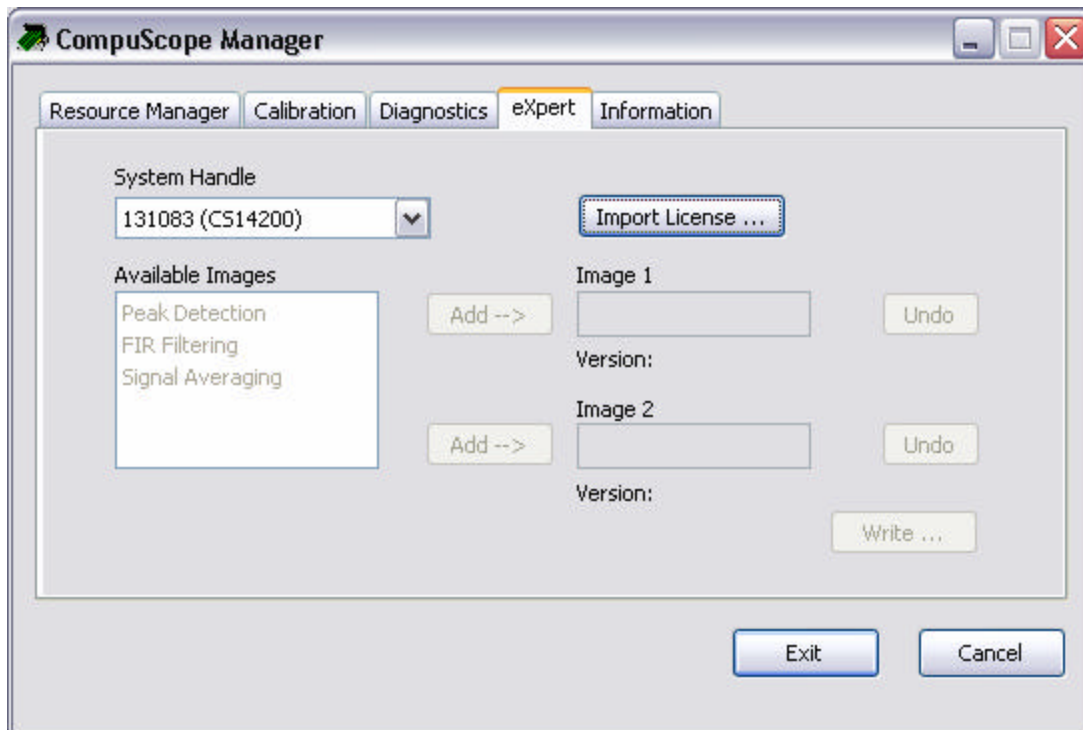 CompuScope Manager
Resource Manager Calibration Diagnostics eXpert Information
System Handle
131083 (CS14200)
Import License ...
Available Images
Peak Detection
FIR Filtering
Signal Averaging
Add -->
Image 1
Undo
Version:
Image 2
Add -->
Undo
Version:
Write ...
Exit
Cancel